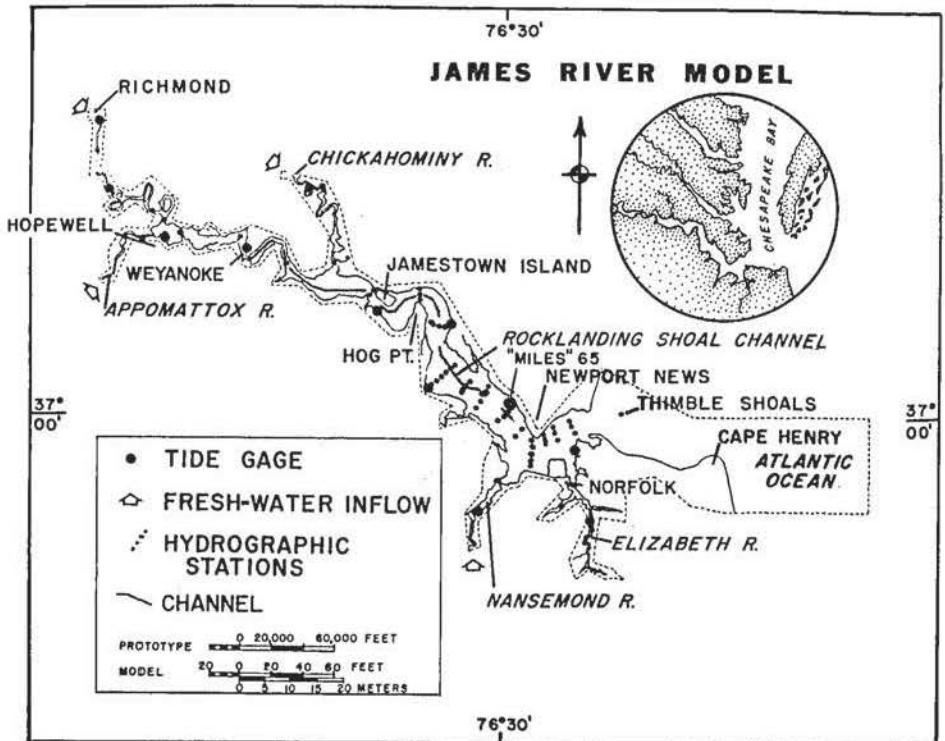 76°30'
JAMES RIVER MODEL
RICHMOND
CHICKAHOMINY R.
CHESAPEAKE BAY
HOPEWELL
WEYANOKE
JAMESTOWN ISLAND
APPOMATTOX R.
HOG PT.
ROCKLANDING SHOAL CHANNEL
"MILES" 65
NEWPORT NEWS
THIMBLE SHOALS
37°
00'
37°
00'
CAPE HENRY
ATLANTIC
OCEAN
NORFOLK
ELIZABETH R.
NANSEMOND R.
TIDE GAGE
FRESH-WATER INFLOW
HYDROGRAPHIC
STATIONS
CHANNEL
PROTOTYPE 0 20,000 60,000 FEET
MODEL 20 0 20 40 60 FEET
0 5 10 15 20 METERS
76°30'